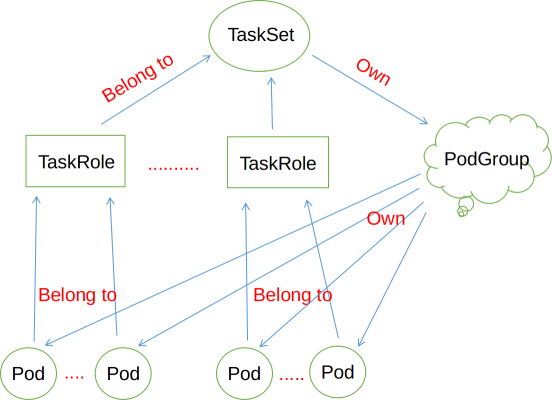 TaskSet
Belong to
Own
TaskRole
..........
TaskRole
PodGroup
Own
Belong to
Belong to
Pod
....
Pod
Pod
.....
Pod